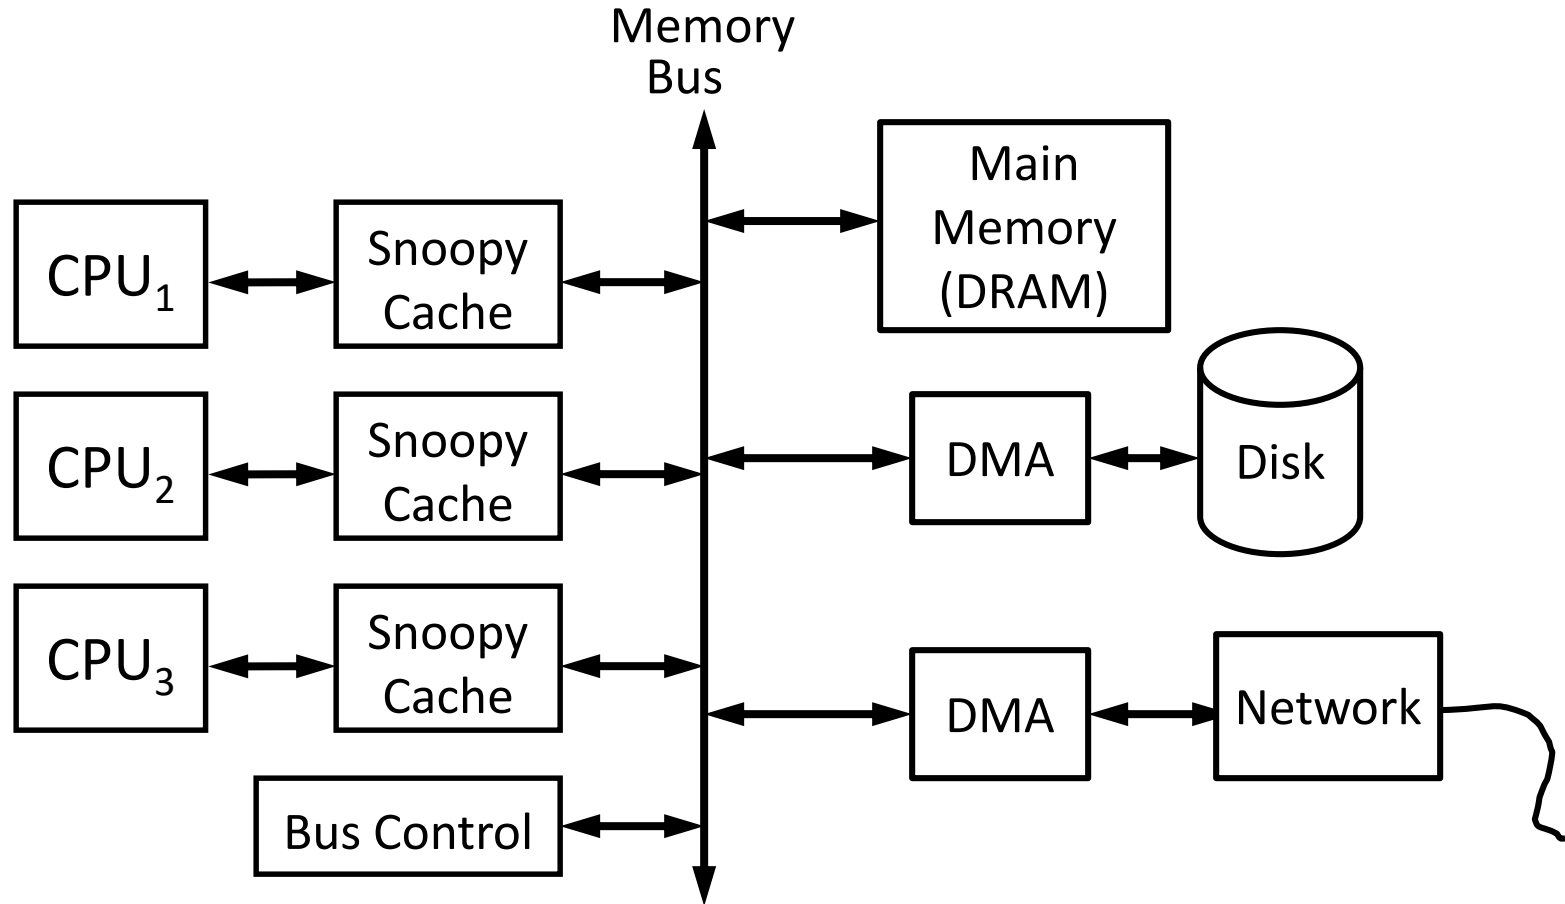 Memory
Bus
Main
Memory
(DRAM)
CPU₁
Snoopy
Cache
CPU₂
Snoopy
Cache
DMA
Disk
CPU₃
Snoopy
Cache
DMA
Network
Bus Control